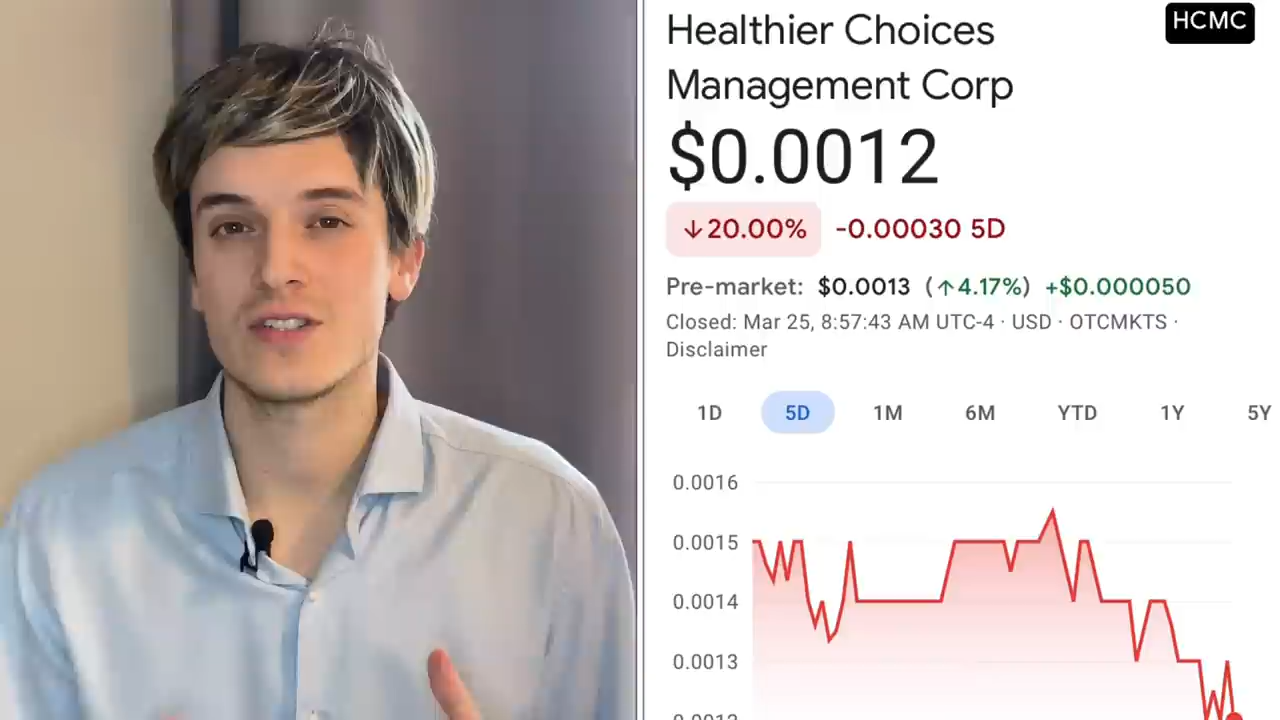 Healthier Choices
HCMC
Management Corp
$0.0012
↓20.00% -0.00030 5D
Pre-market: $0.0013 (↑4.17%) +$0.000050
Closed: Mar 25, 8:57:43 AM UTC-4 · USD · OTCMKTS ·
Disclaimer
1D 5D 1M 6M YTD 1Y 5Y
0.0016
0.0015
0.0014
0.0013